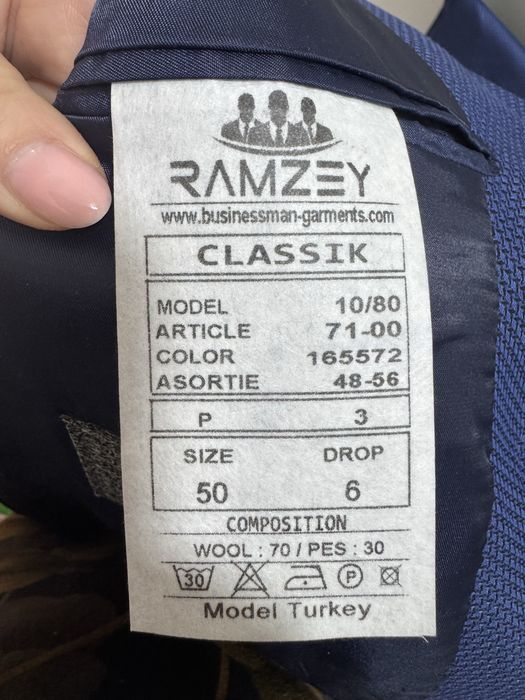 RAMZEY
www.businessman-garments.com
CLASSIK
MODEL 10/80
ARTICLE 71-00
COLOR 165572
ASORTIE 48-56
P 3
SIZE DROP
50 6
COMPOSITION
WOOL : 70 / PES : 30
30 P
Model Turkey